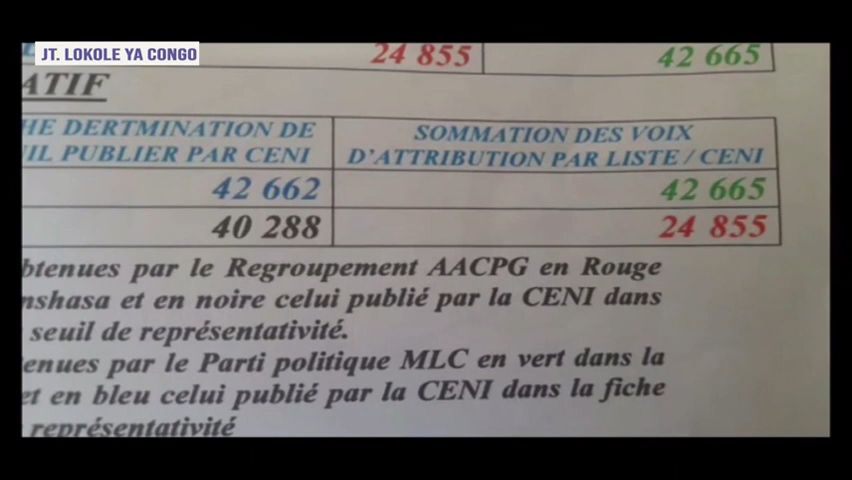 JT. LOKOLE YA CONGO
24 855 42 665
ATIF
HE DERTMINATION DE SOMMATION DES VOIX
IL PUBLIER PAR CENI D'ATTRIBUTION PAR LISTE / CENI
42 662 42 665
40 288 24 855
btenues par le Regroupement AACPG en Rouge
nshasa et en noire celui publié par la CENI dans
seuil de représentativité.
enues par le Parti politique MLC en vert dans la
et en bleu celui publié par la CENI dans la fiche
représentativité